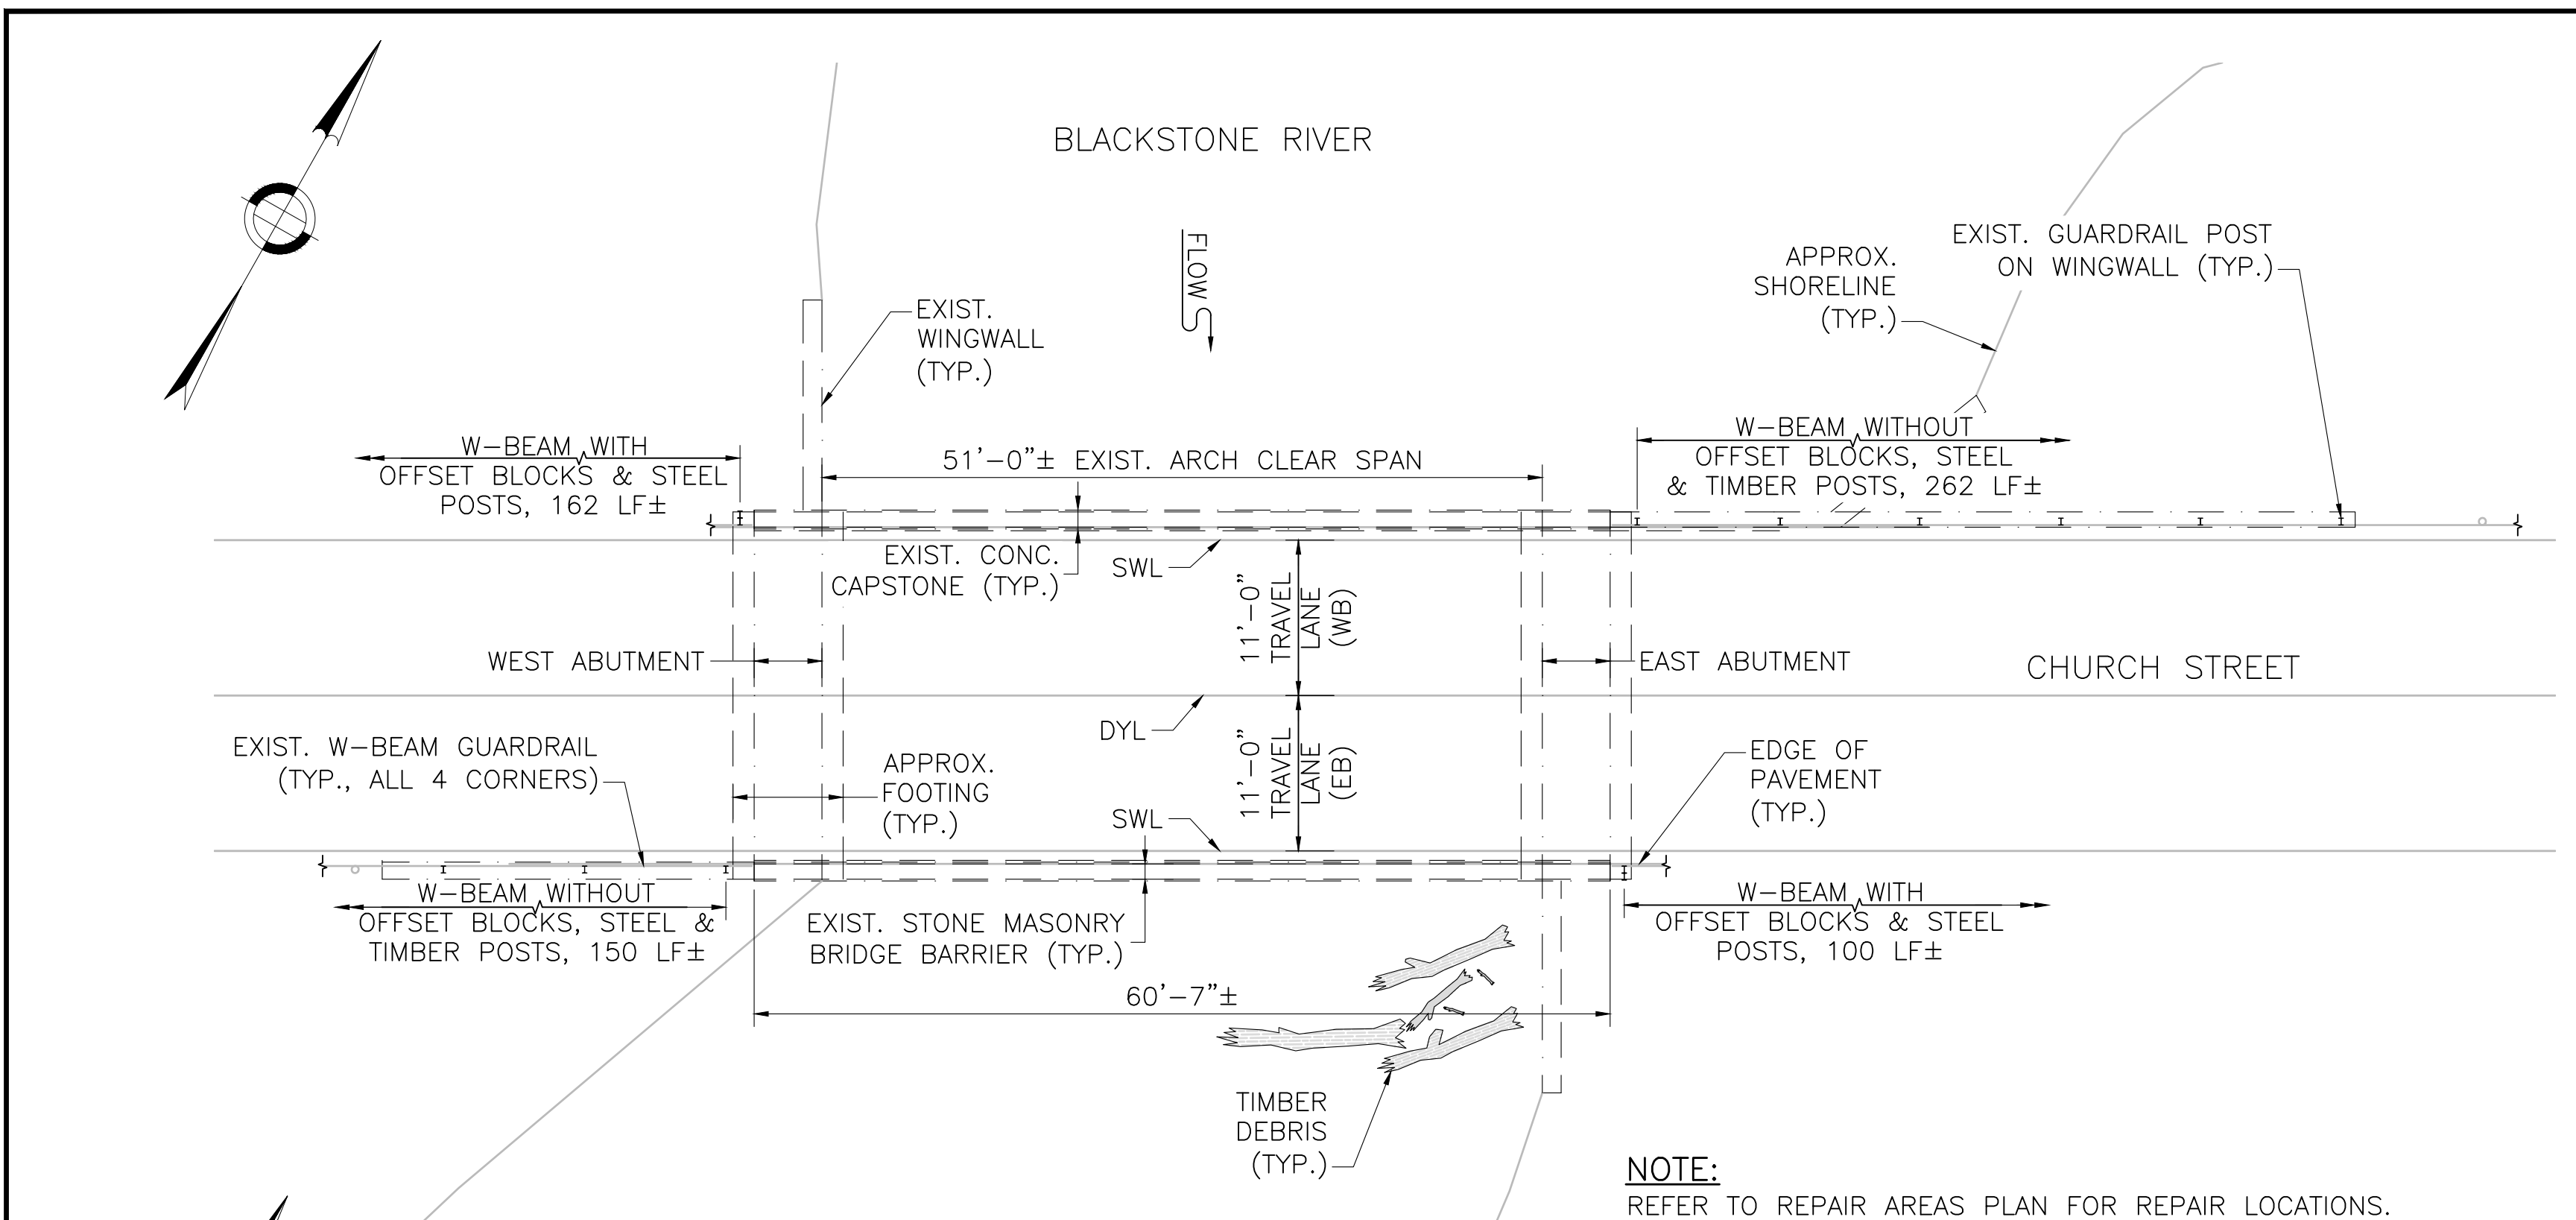 BLACKSTONE RIVER
FLOW
EXIST. GUARDRAIL POST
ON WINGWALL (TYP.)
APPROX.
SHORELINE
(TYP.)
EXIST.
WINGWALL
(TYP.)
W-BEAM WITH
OFFSET BLOCKS & STEEL
POSTS, 162 LF±
51'-0"± EXIST. ARCH CLEAR SPAN
W-BEAM WITHOUT
OFFSET BLOCKS, STEEL
& TIMBER POSTS, 262 LF±
EXIST. CONC.
CAPSTONE (TYP.)
SWL
11'-0"
TRAVEL
LANE
(WB)
WEST ABUTMENT
EAST ABUTMENT
CHURCH STREET
DYL
11'-0"
TRAVEL
LANE
(EB)
EXIST. W-BEAM GUARDRAIL
(TYP., ALL 4 CORNERS)
APPROX.
FOOTING
(TYP.)
SWL
EDGE OF
PAVEMENT
(TYP.)
W-BEAM WITHOUT
OFFSET BLOCKS, STEEL &
TIMBER POSTS, 150 LF±
EXIST. STONE MASONRY
BRIDGE BARRIER (TYP.)
W-BEAM WITH
OFFSET BLOCKS & STEEL
POSTS, 100 LF±
60'-7"±
TIMBER
DEBRIS
(TYP.)
NOTE:
REFER TO REPAIR AREAS PLAN FOR REPAIR LOCATIONS.